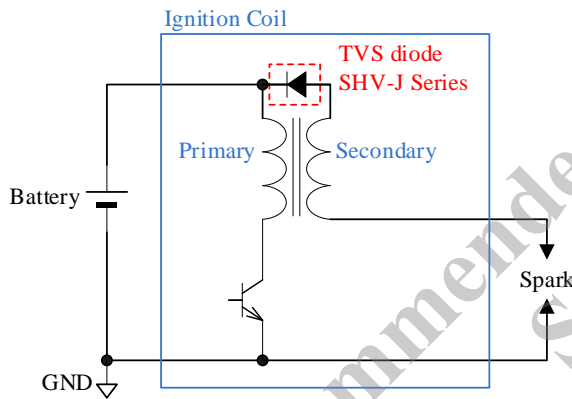 Ignition Coil
TVS diode
SHV-J Series
Primary
Secondary
Battery
Spark
GND